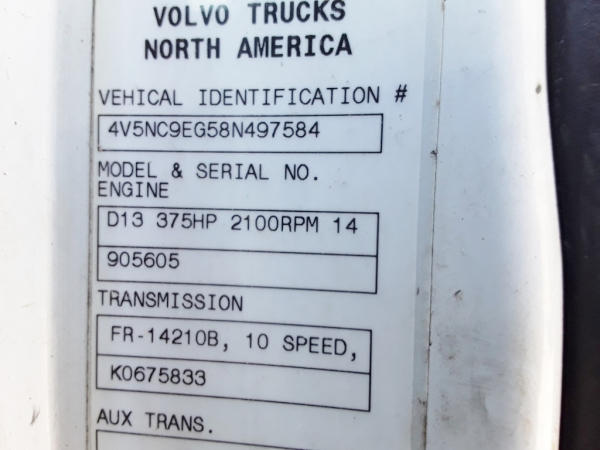 VOLVO TRUCKS
NORTH AMERICA
VEHICAL IDENTIFICATION #
4V5NC9EG58N497584
MODEL & SERIAL NO.
ENGINE
D13 375HP 2100RPM 14
905605
TRANSMISSION
FR-14210B, 10 SPEED,
K0675833
AUX TRANS.